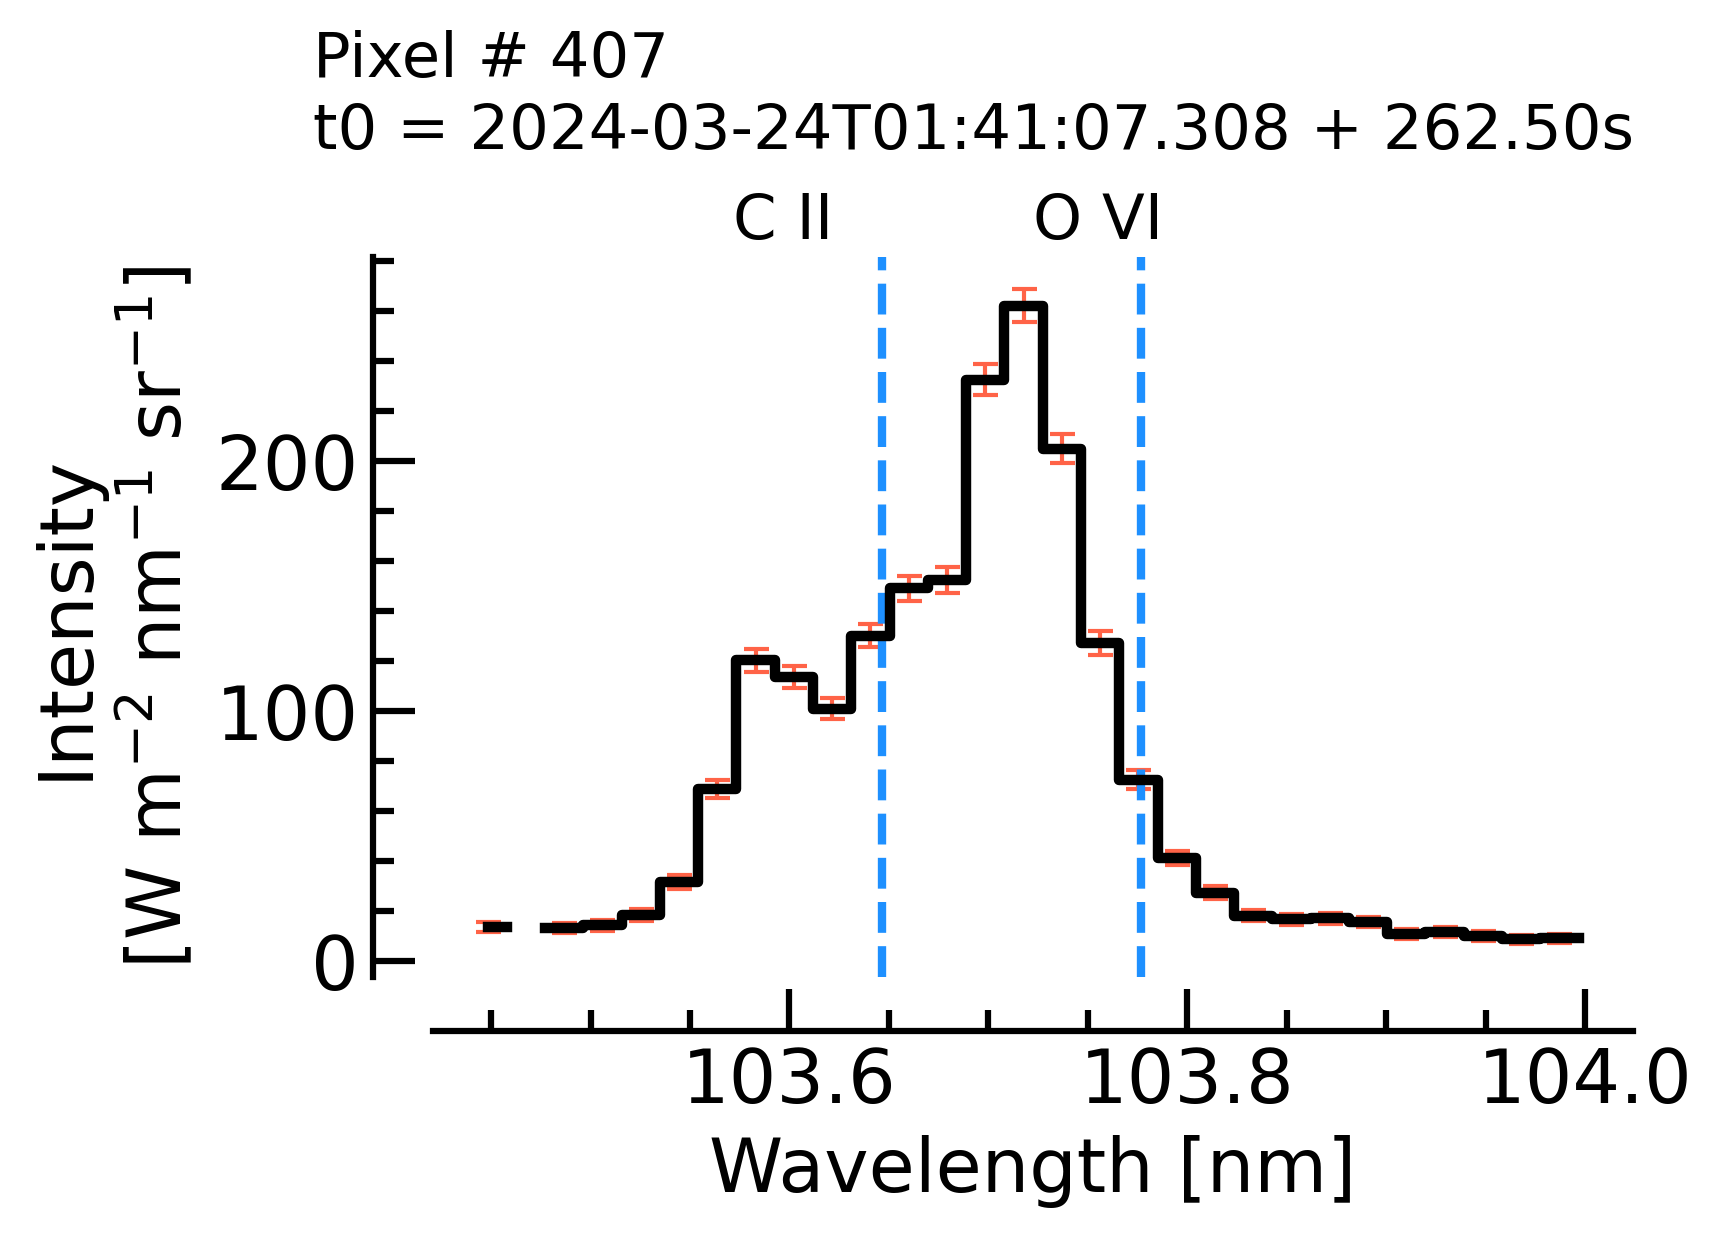 Pixel # 407
t0 = 2024-03-24T01:41:07.308 + 262.50s
C II
O VI
Intensity
[W m⁻² nm⁻¹ sr⁻¹]
200
100
0
103.6
103.8
104.0
Wavelength [nm]